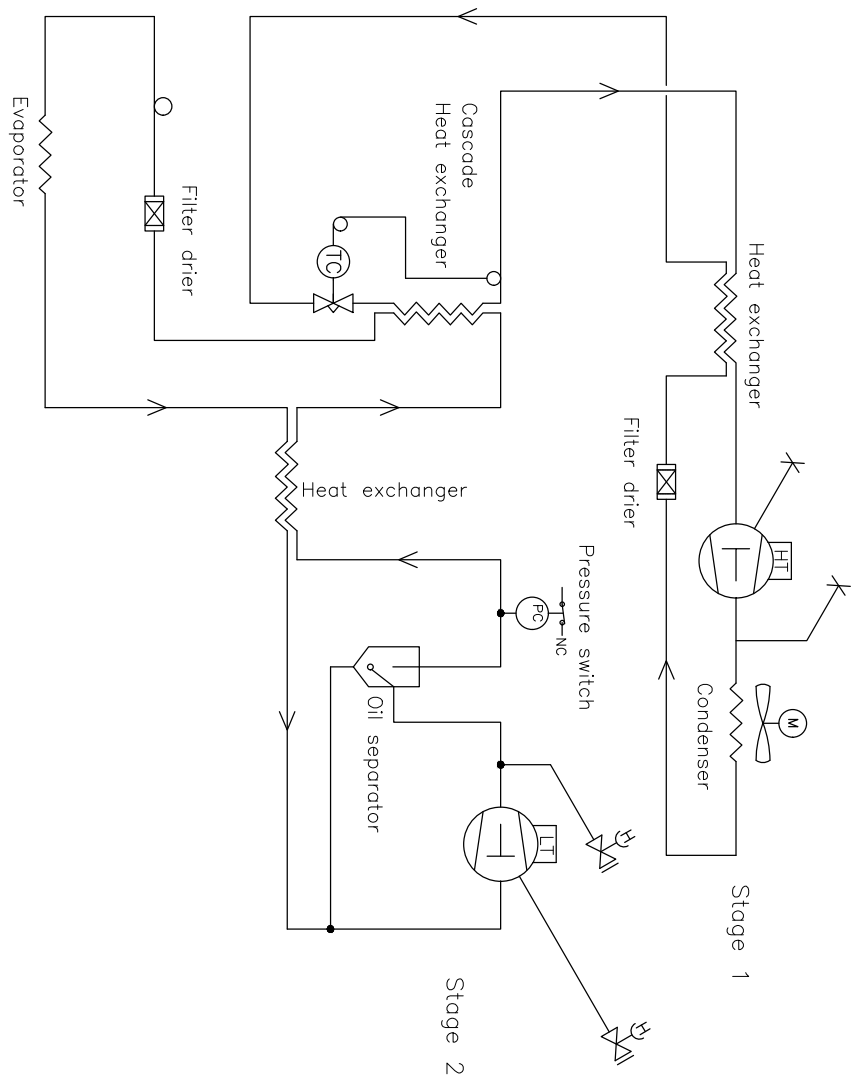 Stage 1
Stage 2
Heat exchanger
HT
M
Condenser
Filter drier
Cascade
Heat exchanger
TC
Pressure switch
PC
NC
Heat exchanger
LT
Oil separator
Filter drier
Evaporator